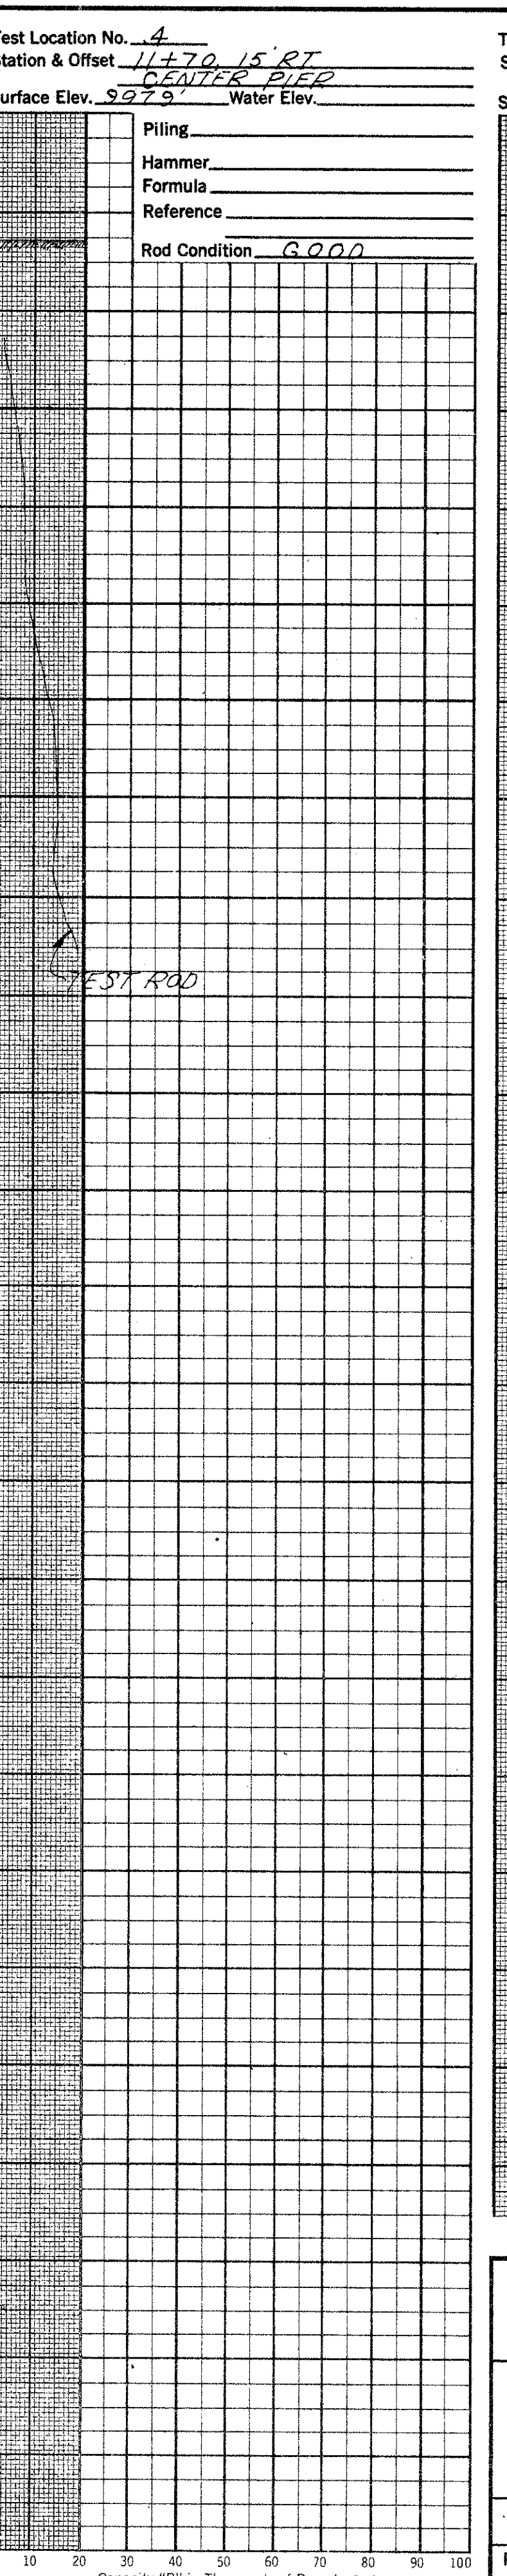 Test Location No. 4
Station & Offset 11+70, 15' RT
CENTER PIER
Surface Elev. 9979' Water Elev.
Piling
Hammer
Formula
Reference
Rod Condition GOOD
TEST ROD
10 20 30 40 50 60 70 80 90 100